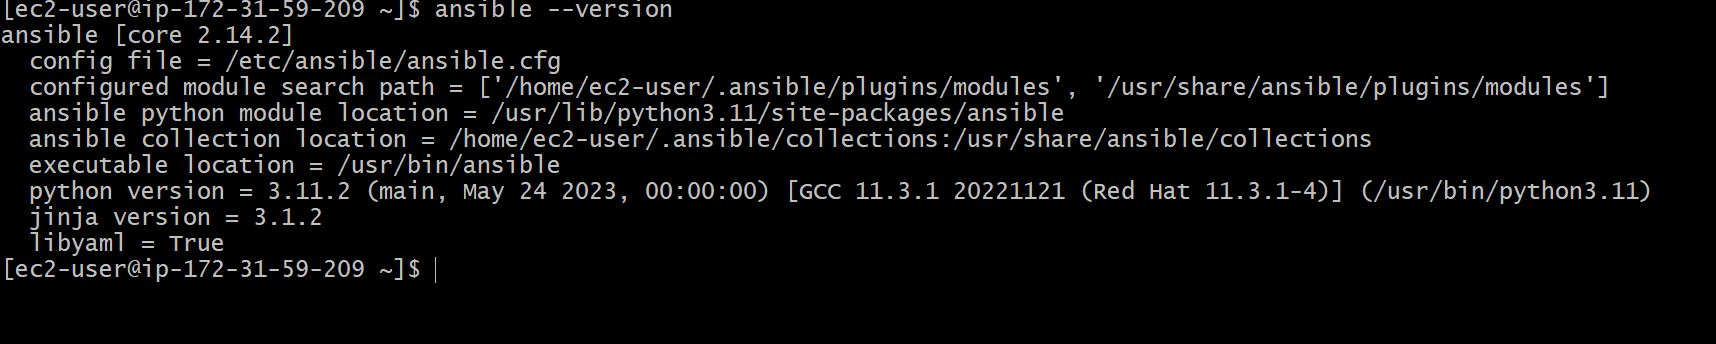 [ec2-user@ip-172-31-59-209 ~]$ ansible --version
ansible [core 2.14.2]
  config file = /etc/ansible/ansible.cfg
  configured module search path = ['/home/ec2-user/.ansible/plugins/modules', '/usr/share/ansible/plugins/modules']
  ansible python module location = /usr/lib/python3.11/site-packages/ansible
  ansible collection location = /home/ec2-user/.ansible/collections:/usr/share/ansible/collections
  executable location = /usr/bin/ansible
  python version = 3.11.2 (main, May 24 2023, 00:00:00) [GCC 11.3.1 20221121 (Red Hat 11.3.1-4)] (/usr/bin/python3.11)
  jinja version = 3.1.2
  libyaml = True
[ec2-user@ip-172-31-59-209 ~]$